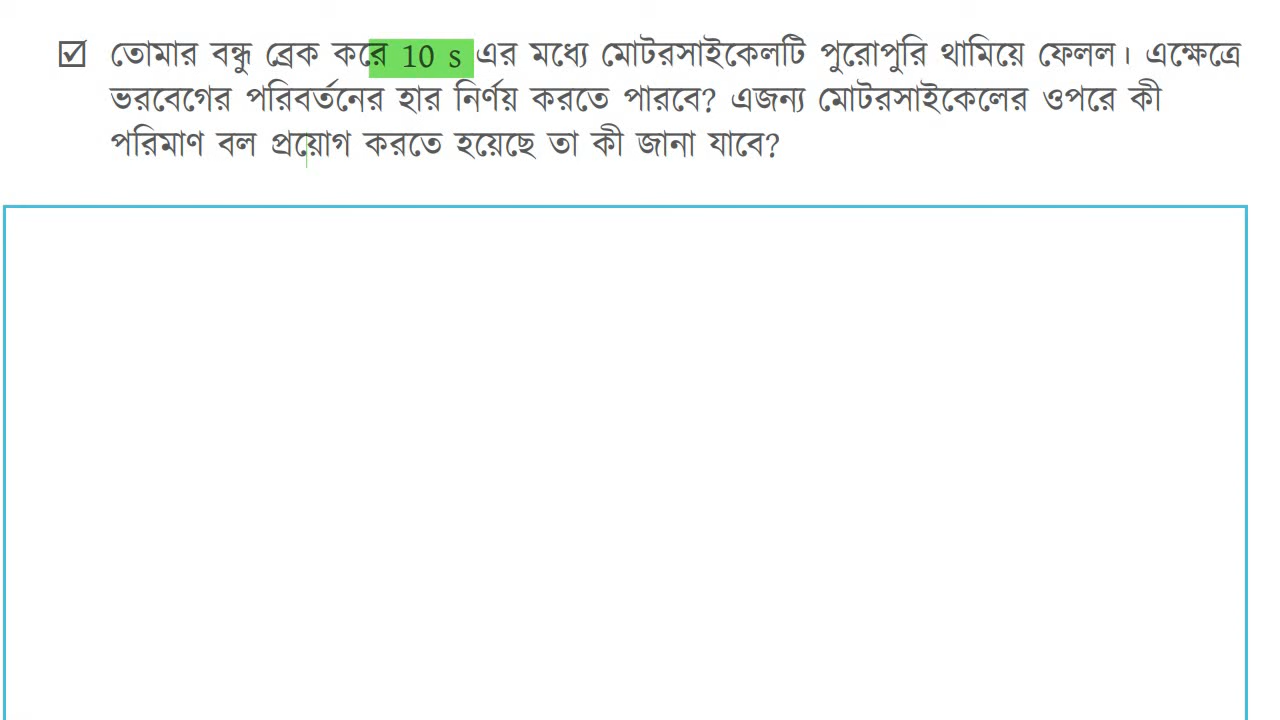 ☑ তোমার বন্ধু ব্রেক করে 10 s এর মধ্যে মোটরসাইকেলটি পুরোপুরি থামিয়ে ফেলল। এক্ষেত্রে
ভরবেগের পরিবর্তনের হার নির্ণয় করতে পারবে? এজন্য মোটরসাইকেলের ওপরে কী
পরিমাণ বল প্রয়োগ করতে হয়েছে তা কী জানা যাবে?